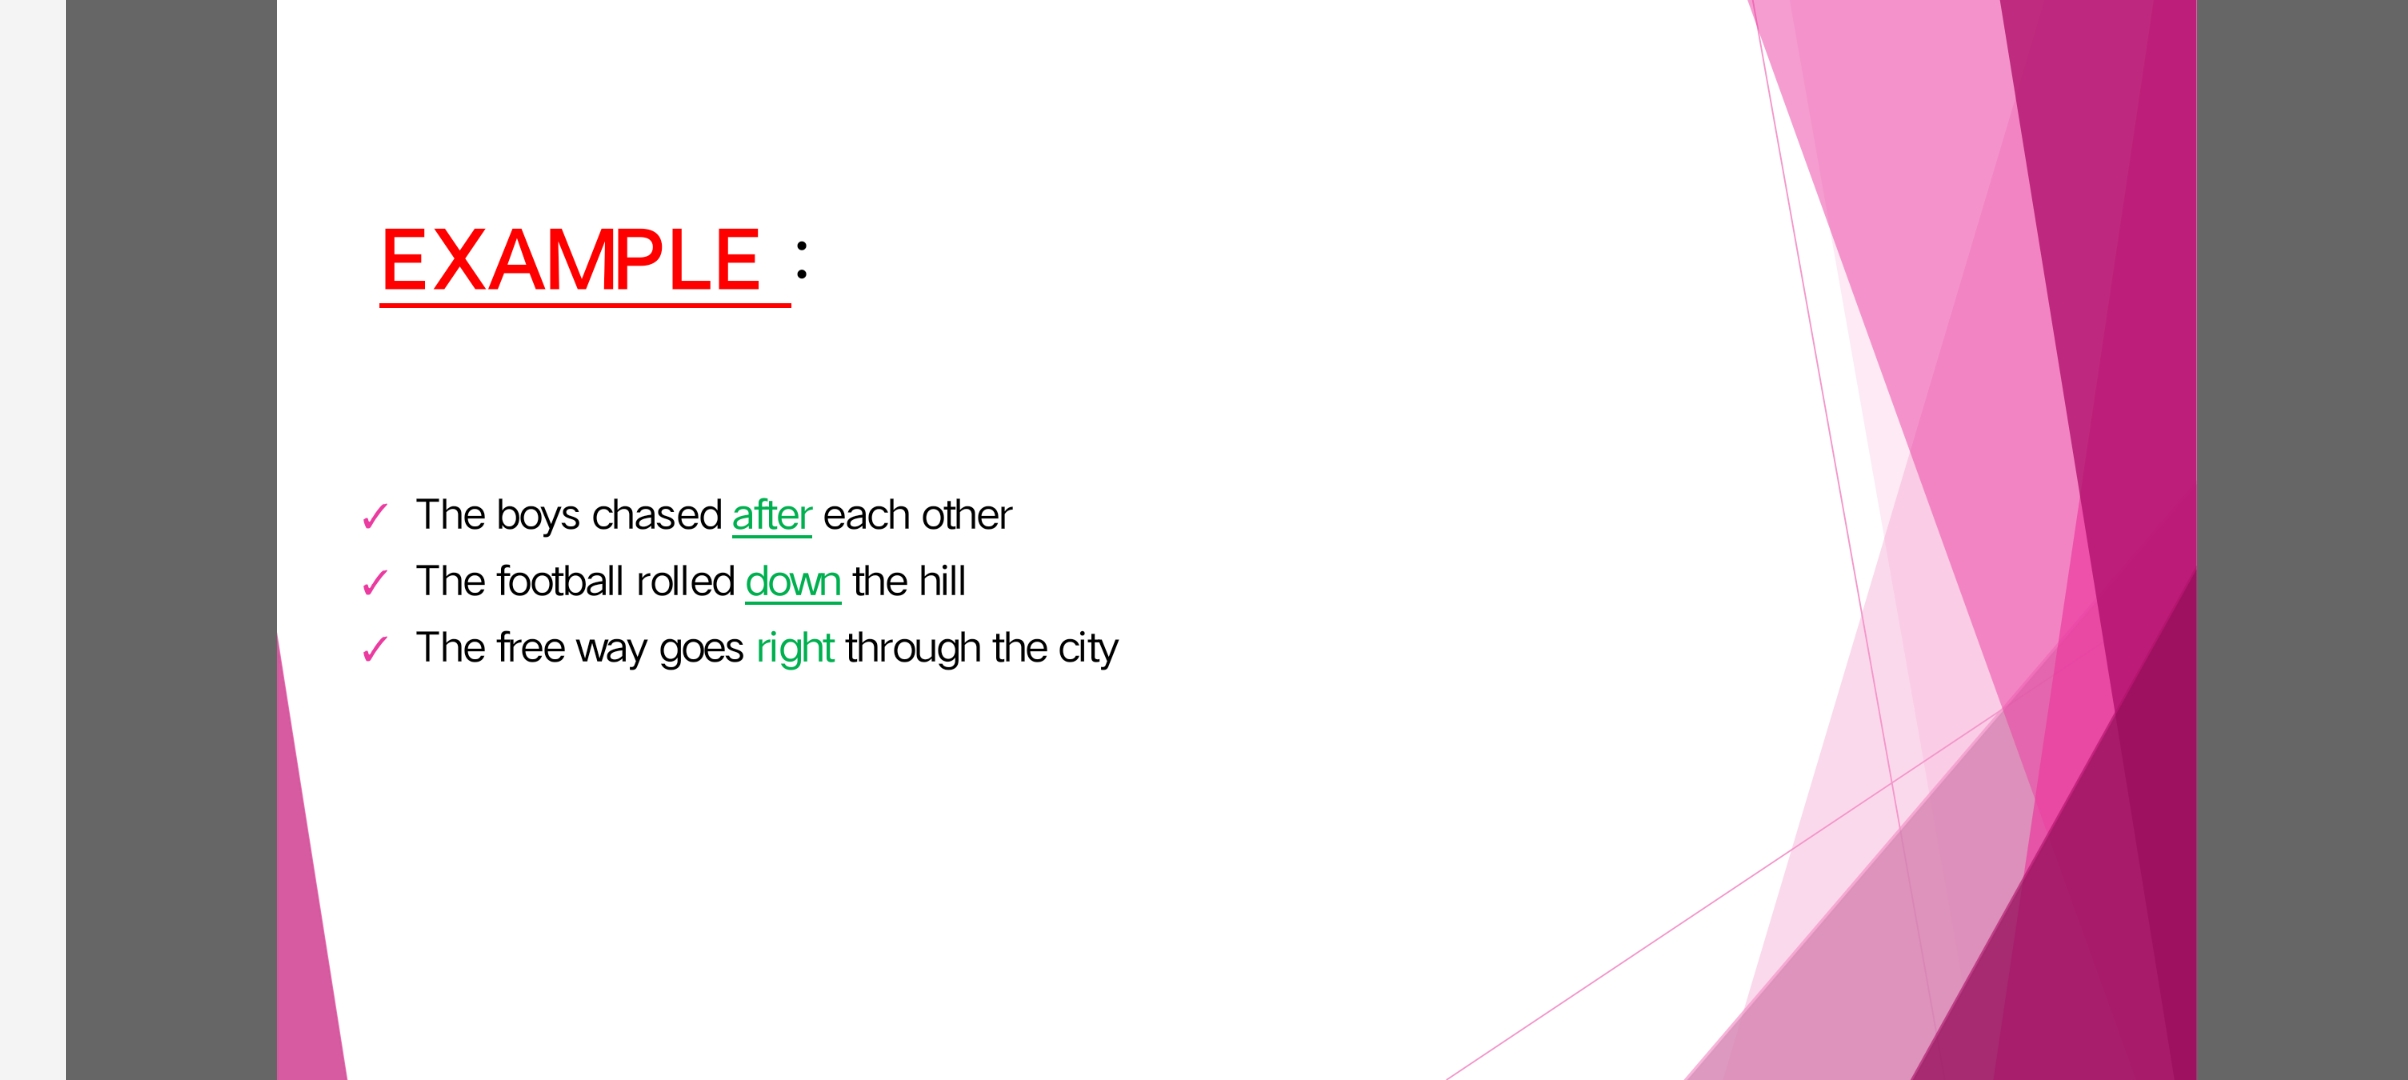 EXAMPLE :
✓ The boys chased after each other
✓ The football rolled down the hill
✓ The free way goes right through the city